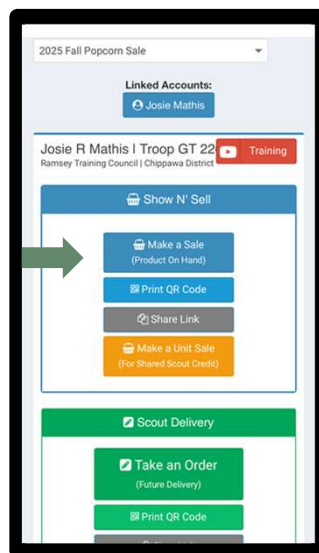 2025 Fall Popcorn Sale
Linked Accounts:
Josie Mathis
Josie R Mathis | Troop GT 22
Training
Ramsey Training Council | Chippawa District
Show N' Sell
Make a Sale
(Product On Hand)
Print QR Code
Share Link
Make a Unit Sale
(For Shared Scout Credit)
Scout Delivery
Take an Order
(Future Delivery)
Print QR Code